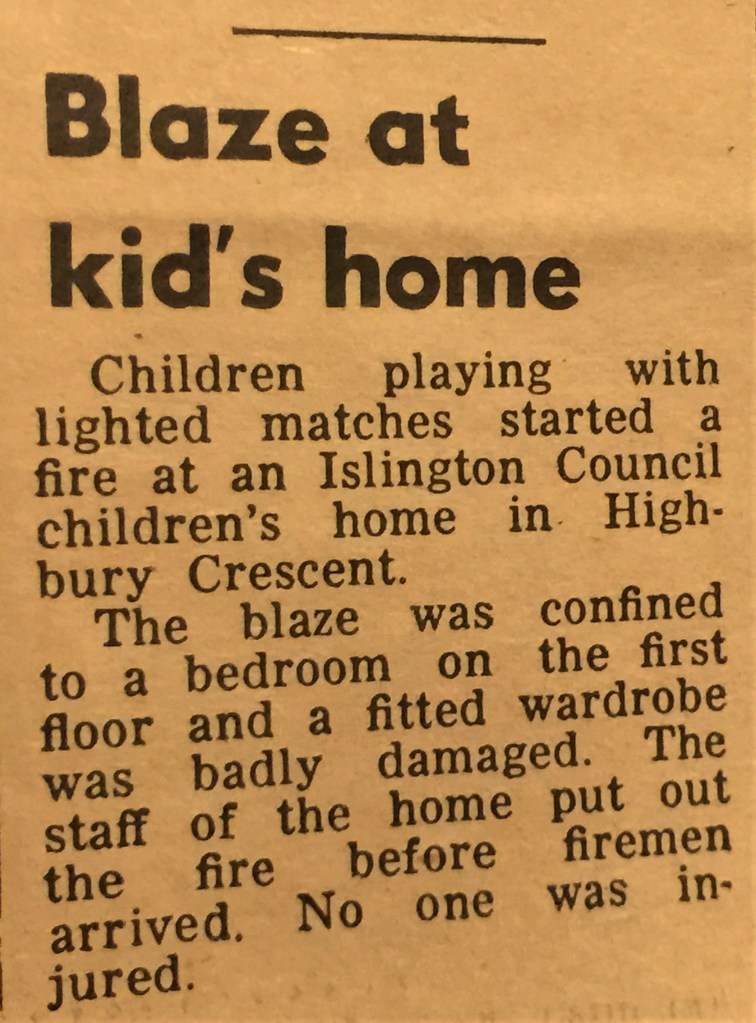 Blaze at
kid's home
Children playing with
lighted matches started a
fire at an Islington Council
children's home in High-
bury Crescent.
The blaze was confined
to a bedroom on the first
floor and a fitted wardrobe
was badly damaged. The
staff of the home put out
the fire before firemen
arrived. No one was in-
jured.